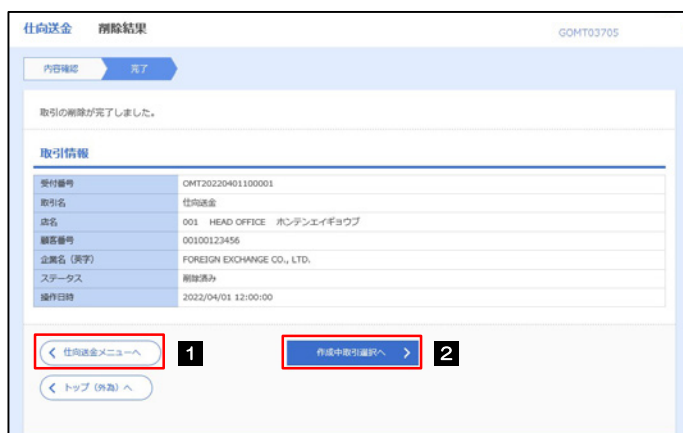 仕向送金 削除結果 GOMT03705
内容確認 完了
取引の削除が完了しました。
取引情報
受付番号 OMT20220401100001
取引名 仕向送金
店名 001 HEAD OFFICE ホンテンエイギョウブ
顧客番号 00100123456
企業名（英字） FOREIGN EXCHANGE CO., LTD.
ステータス 削除済み
操作日時 2022/04/01 12:00:00
仕向送金メニューへ 1 作成中取引選択へ 2
トップ（外為）へ